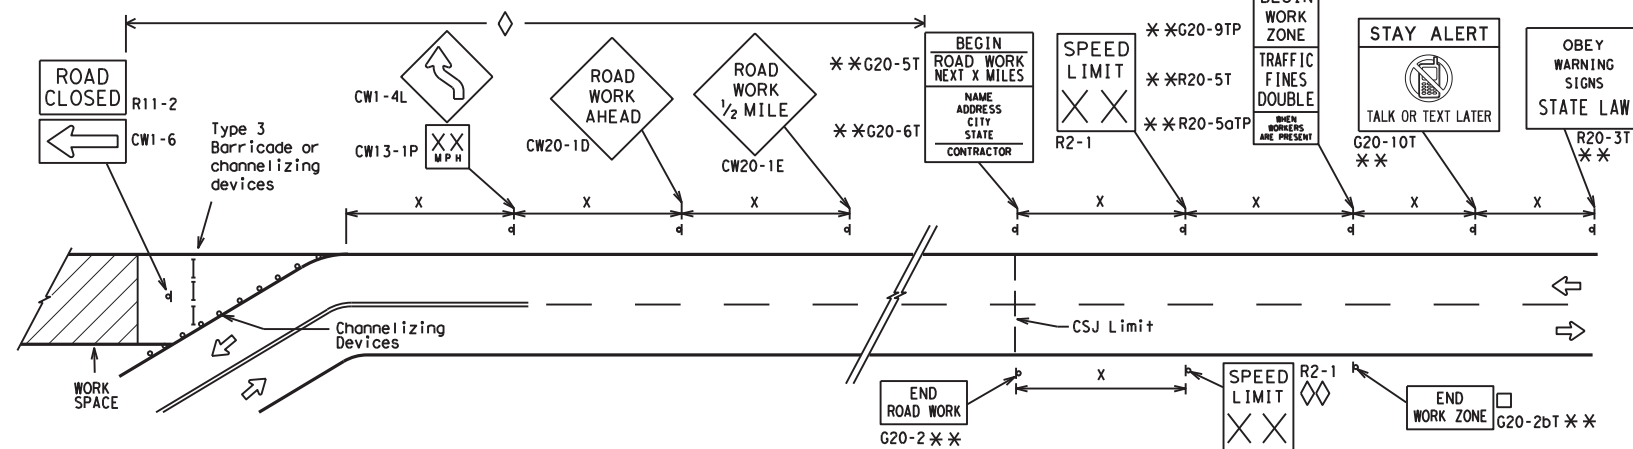 ROAD
CLOSED
R11-2
CW1-6
Type 3
Barricade or
channelizing
devices
CW1-4L
XX
MPH
CW13-1P
ROAD
WORK
AHEAD
CW20-1D
ROAD
WORK
1/2 MILE
CW20-1E
**G20-5T
BEGIN
ROAD WORK
NEXT X MILES
**G20-6T
NAME
ADDRESS
CITY
STATE
CONTRACTOR
SPEED
LIMIT
XX
R2-1
**G20-9TP
BEGIN
WORK
ZONE
**R20-5T
TRAFFIC
FINES
DOUBLE
**R20-5aTP
WHEN
WORKERS
ARE PRESENT
STAY ALERT
TALK OR TEXT LATER
G20-10T
**
OBEY
WARNING
SIGNS
STATE LAW
R20-3T
**
X
X
X
X
X
X
X
Channelizing
Devices
CSJ Limit
WORK
SPACE
END
ROAD WORK
G20-2**
X
SPEED
LIMIT
XX
R2-1
END
WORK ZONE
G20-2bT **